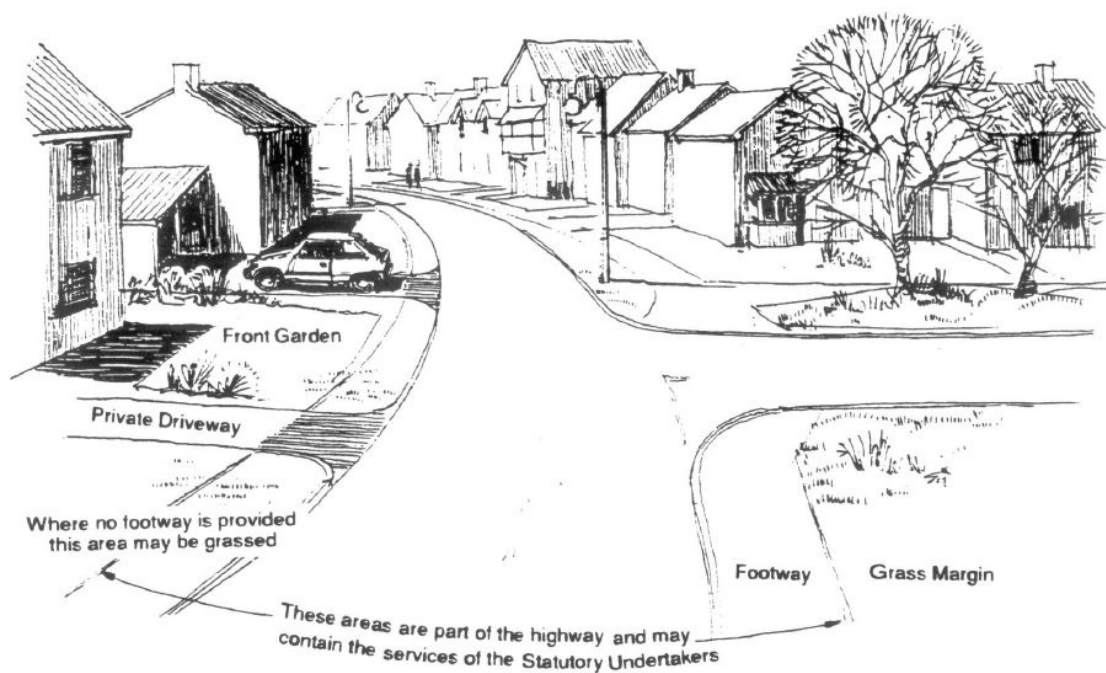 Front Garden
Private Driveway
Where no footway is provided
this area may be grassed
Footway
Grass Margin
These areas are part of the highway and may
contain the services of the Statutory Undertakers